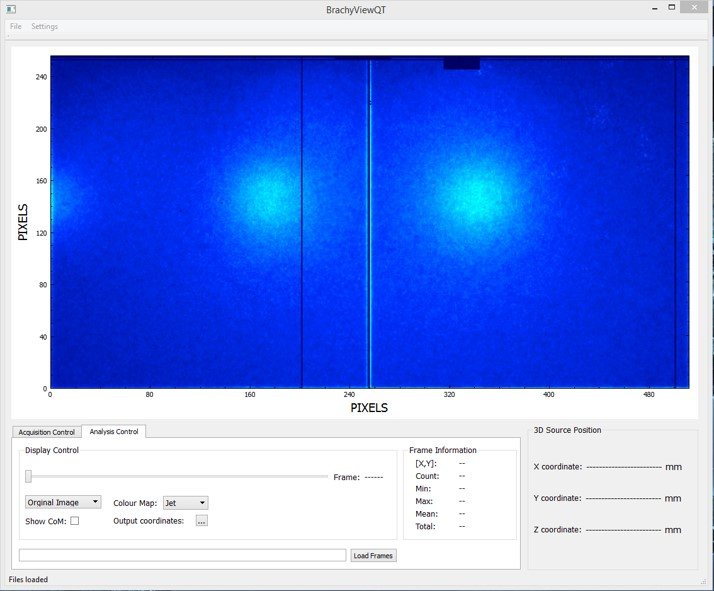 BrachyViewQT
File Settings
240
200
160
120
80
40
0
PIXELS
0 80 160 240 320 400 480
PIXELS
Acquisition Control Analysis Control
Display Control
Frame: ------
Orginal Image Colour Map: Jet
Show CoM: Output coordinates: ...
Load Frames
Frame Information
[X,Y]: --
Count: --
Min: --
Max: --
Mean: --
Total: --
3D Source Position
X coordinate: ------------------------- mm
Y coordinate: ------------------------- mm
Z coordinate: ------------------------- mm
Files loaded